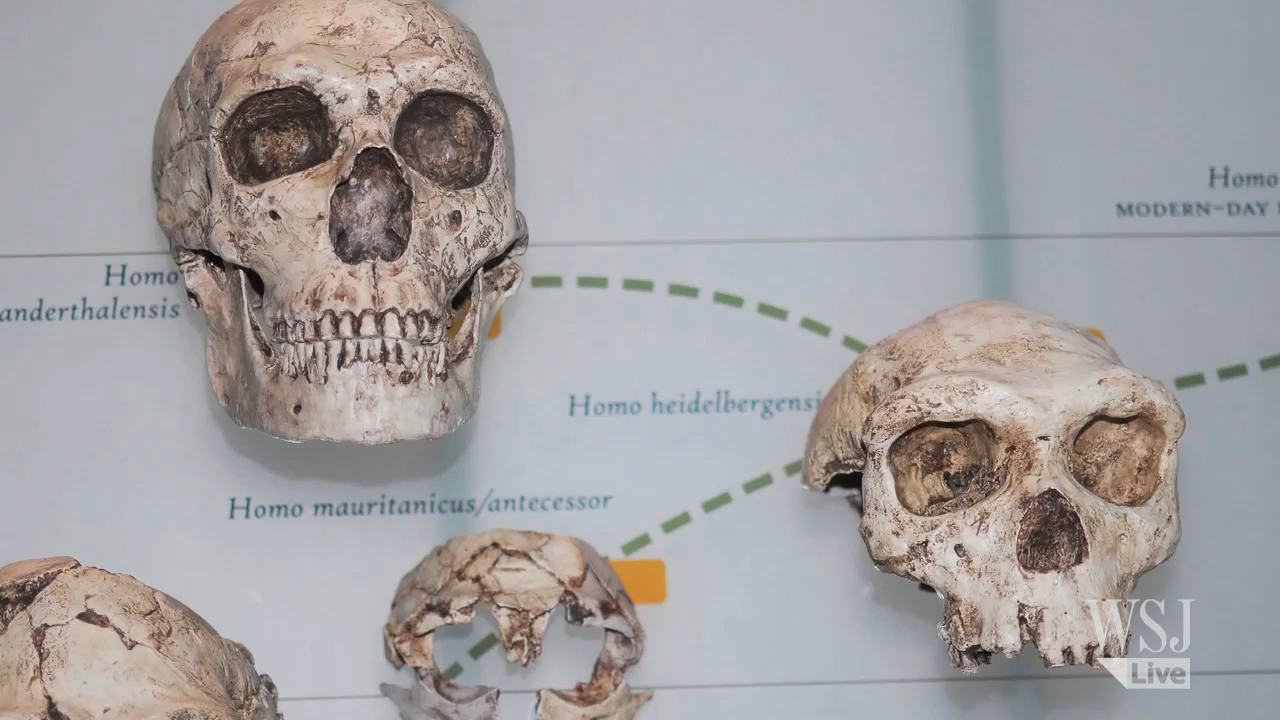 Homo
MODERN-DAY
Homo
anderthalensis
Homo heidelbergensi
Homo mauritanicus/antecessor
WSJ
Live